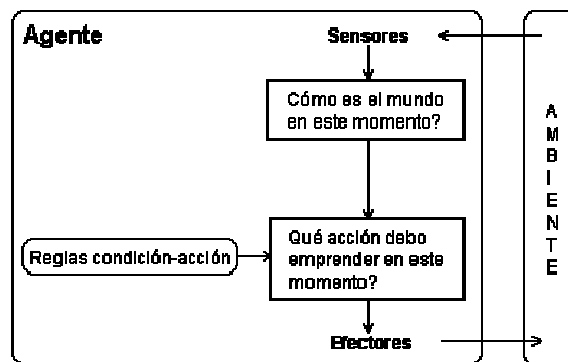 Agente
Sensores
Cómo es el mundo
en este momento?
AMBIENTE
Qué acción debo
emprender en este
momento?
Reglas condición-acción
Efectores